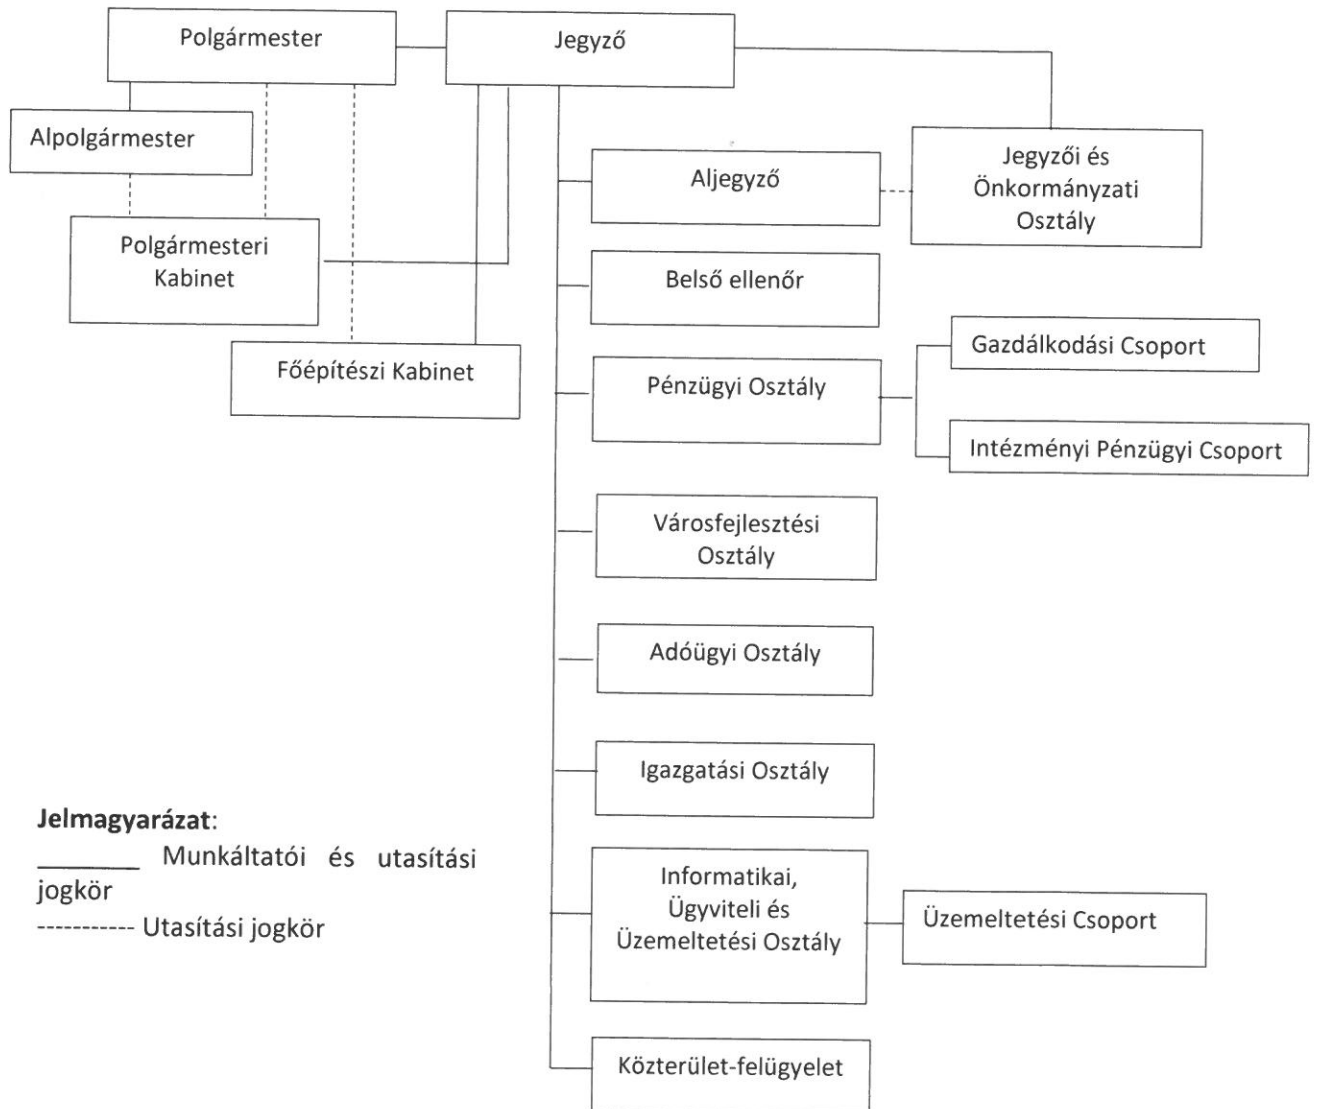 Polgármester
Jegyző
Alpolgármester
Aljegyző
Jegyzői és
Önkormányzati
Osztály
Polgármesteri
Kabinet
Belső ellenőr
Főépítészi Kabinet
Pénzügyi Osztály
Gazdálkodási Csoport
Intézményi Pénzügyi Csoport
Városfejlesztési
Osztály
Adóügyi Osztály
Igazgatási Osztály
Jelmagyarázat:
________ Munkáltatói és utasítási
jogkör
----------- Utasítási jogkör
Informatikai,
Ügyviteli és
Üzemeltetési Osztály
Üzemeltetési Csoport
Közterület-felügyelet